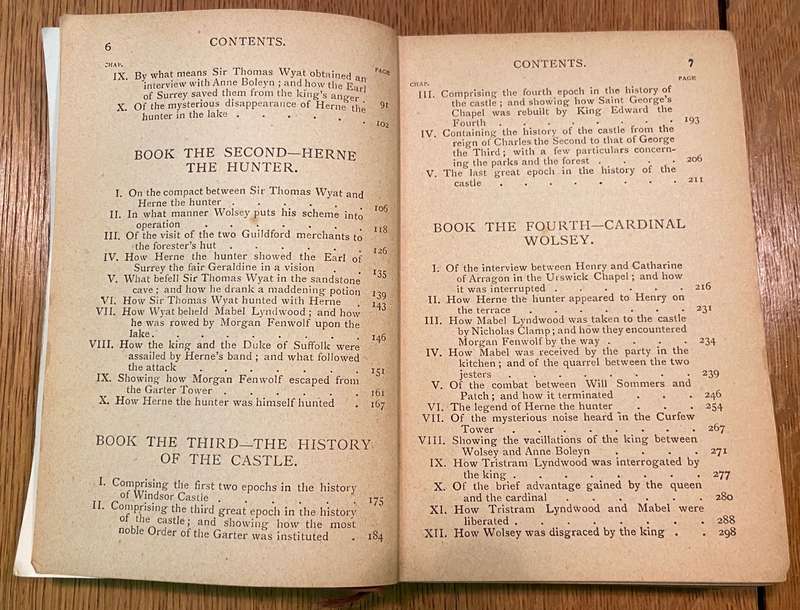 6
CONTENTS.
CHAP.
PAGE
IX. By what means Sir Thomas Wyat obtained an
interview with Anne Boleyn ; and how the Earl
of Surrey saved them from the king's anger . 91
X. Of the mysterious disappearance of Herne the
hunter in the lake . . . . . . 102
BOOK THE SECOND—HERNE
THE HUNTER.
I. On the compact between Sir Thomas Wyat and
Herne the hunter . . . . . . 106
II. In what manner Wolsey puts his scheme into
operation . . . . . . . 118
III. Of the visit of the two Guildford merchants to
the forester's hut . . . . . . 126
IV. How Herne the hunter showed the Earl of
Surrey the fair Geraldine in a vision . . 135
V. What befell Sir Thomas Wyat in the sandstone
cave ; and how he drank a maddening potion 139
VI. How Sir Thomas Wyat hunted with Herne . 143
VII. How Wyat beheld Mabel Lyndwood ; and how
he was rowed by Morgan Fenwolf upon the
lake . . . . . . . . 146
VIII. How the king and the Duke of Suffolk were
assailed by Herne's band ; and what followed
the attack . . . . . . . 151
IX. Showing how Morgan Fenwolf escaped from
the Garter Tower . . . . . . 161
X. How Herne the hunter was himself hunted . 167
BOOK THE THIRD—THE HISTORY
OF THE CASTLE.
I. Comprising the first two epochs in the history
of Windsor Castle . . . . . . 175
II. Comprising the third great epoch in the history
of the castle ; and showing how the most
noble Order of the Garter was instituted . 184
CONTENTS.
7
CHAP.
PAGE
III. Comprising the fourth epoch in the history of
the castle ; and showing how Saint George's
Chapel was rebuilt by King Edward the
Fourth . . . . . . . 193
IV. Containing the history of the castle from the
reign of Charles the Second to that of George
the Third ; with a few particulars concern-
ing the parks and the forest . . . . 206
V. The last great epoch in the history of the
castle . . . . . . . 211
BOOK THE FOURTH—CARDINAL
WOLSEY.
I. Of the interview between Henry and Catharine
of Arragon in the Urswick Chapel ; and how
it was interrupted . . . . . . 216
II. How Herne the hunter appeared to Henry on
the terrace . . . . . . . 231
III. How Mabel Lyndwood was taken to the castle
by Nicholas Clamp ; and how they encountered
Morgan Fenwolf by the way . . . . 234
IV. How Mabel was received by the party in the
kitchen ; and of the quarrel between the two
jesters . . . . . . . 239
V. Of the combat between Will Sommers and
Patch ; and how it terminated . . . 246
VI. The legend of Herne the hunter . . . 254
VII. Of the mysterious noise heard in the Curfew
Tower . . . . . . . 267
VIII. Showing the vacillations of the king between
Wolsey and Anne Boleyn . . . . 271
IX. How Tristram Lyndwood was interrogated by
the king . . . . . . . 277
X. Of the brief advantage gained by the queen
and the cardinal . . . . . . 280
XI. How Tristram Lyndwood and Mabel were
liberated . . . . . . . 288
XII. How Wolsey was disgraced by the king . . 298